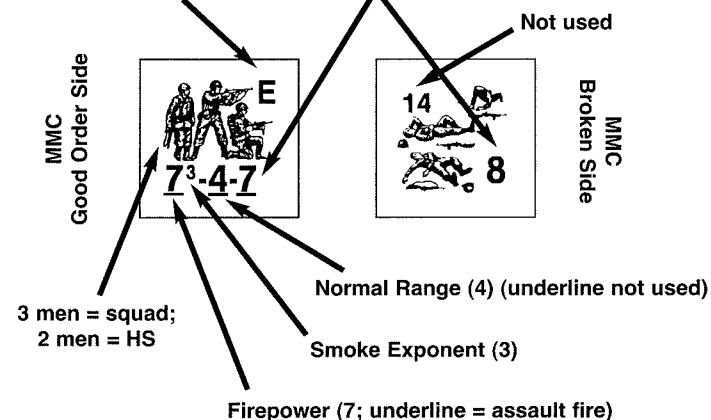 Not used
MMC
Good Order Side
E
7³-4-7
14
8
MMC
Broken Side
Normal Range (4) (underline not used)
3 men = squad;
2 men = HS
Smoke Exponent (3)
Firepower (7; underline = assault fire)